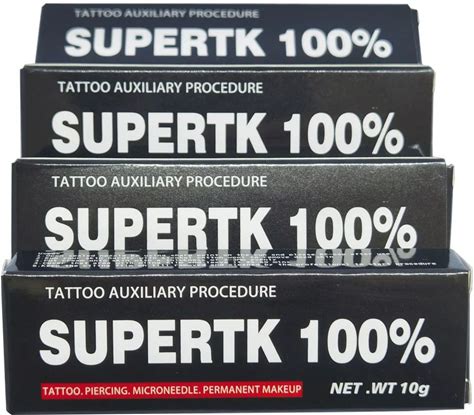 TATTOO AUXILIARY PROCEDURE
SUPERTK 100%
TATTOO AUXILIARY PROCEDURE
SUPERTK 100%
TATTOO AUXILIARY PROCEDURE
SUPERTK 100%
TATTOO AUXILIARY PROCEDURE
SUPERTK 100%
TATTOO. PIERCING. MICRONEEDLE. PERMANENT MAKEUP
NET .WT 10g